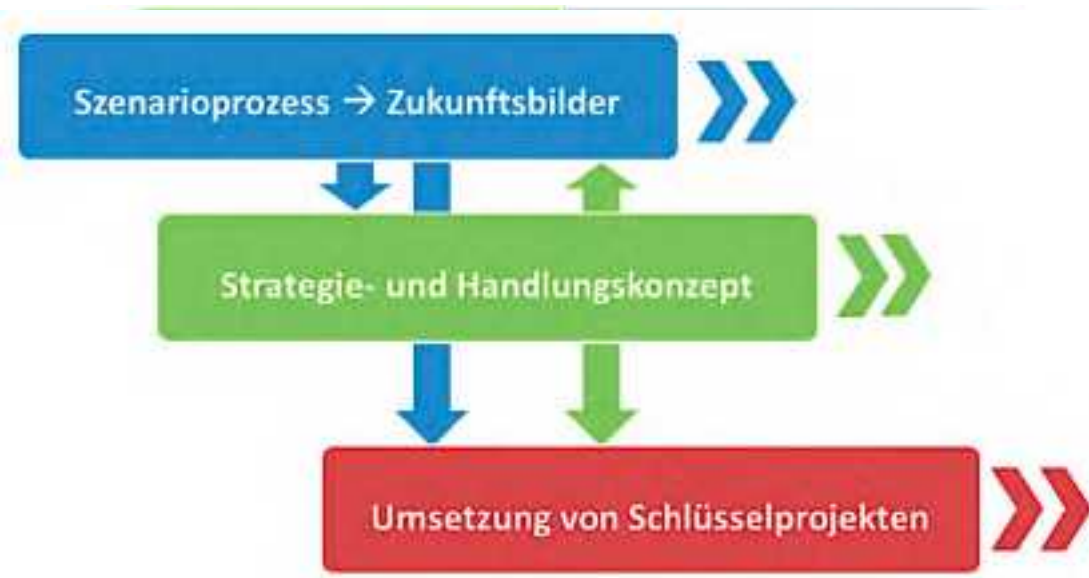 Szenarioprozess → Zukunftsbilder
Strategie- und Handlungskonzept
Umsetzung von Schlüsselprojekten